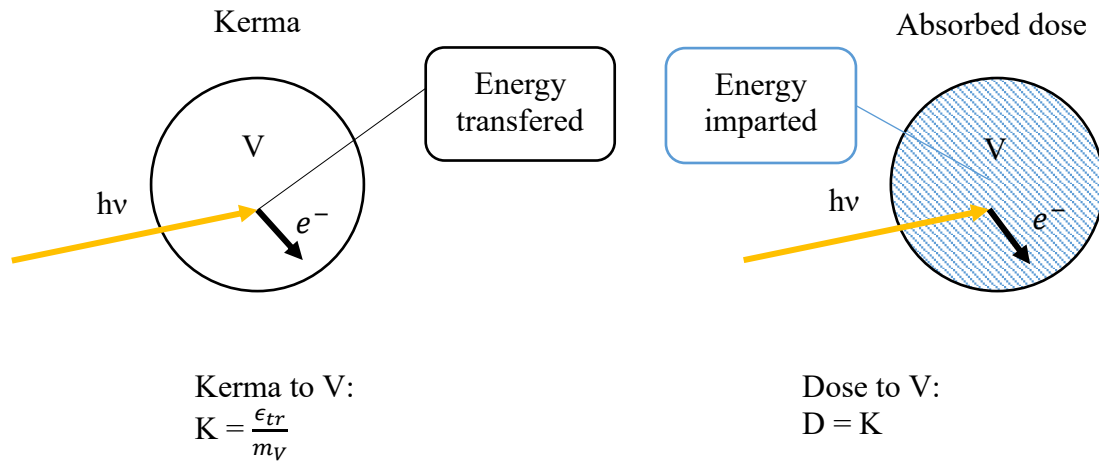 Kerma
Absorbed dose
Energy
transfered
Energy
imparted
V
V
hν
e⁻
hν
e⁻
Kerma to V:
K = ϵ_tr / m_V
Dose to V:
D = K